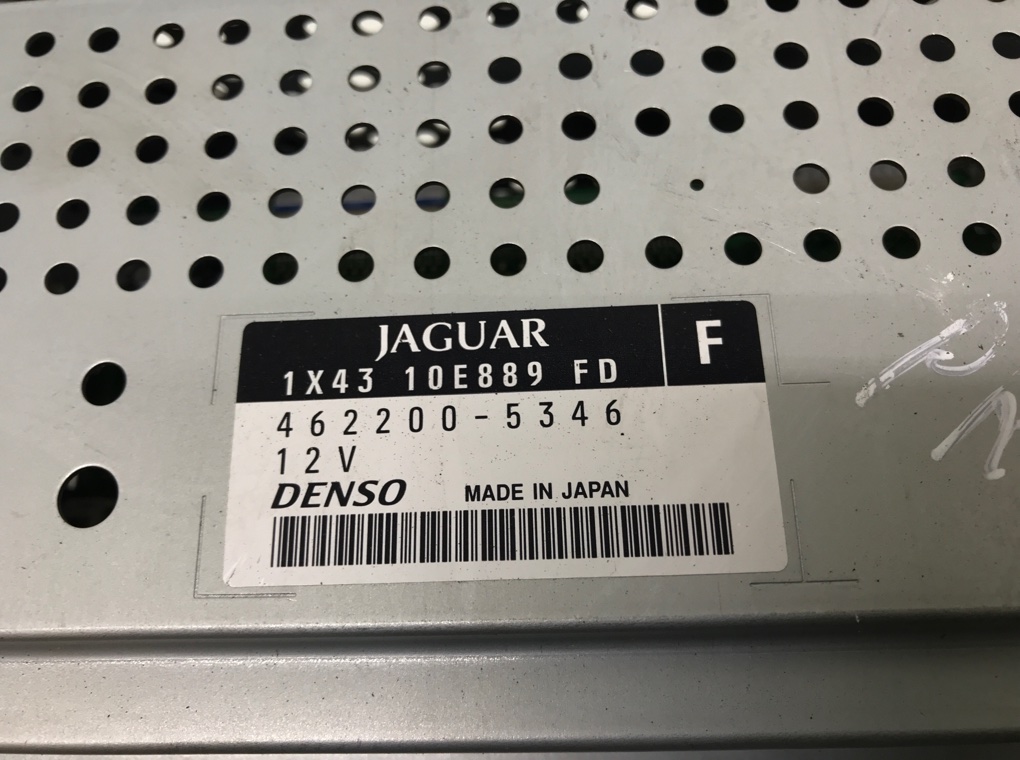 JAGUAR
F
1X43 10E889 FD
462200-5346
12V
DENSO MADE IN JAPAN